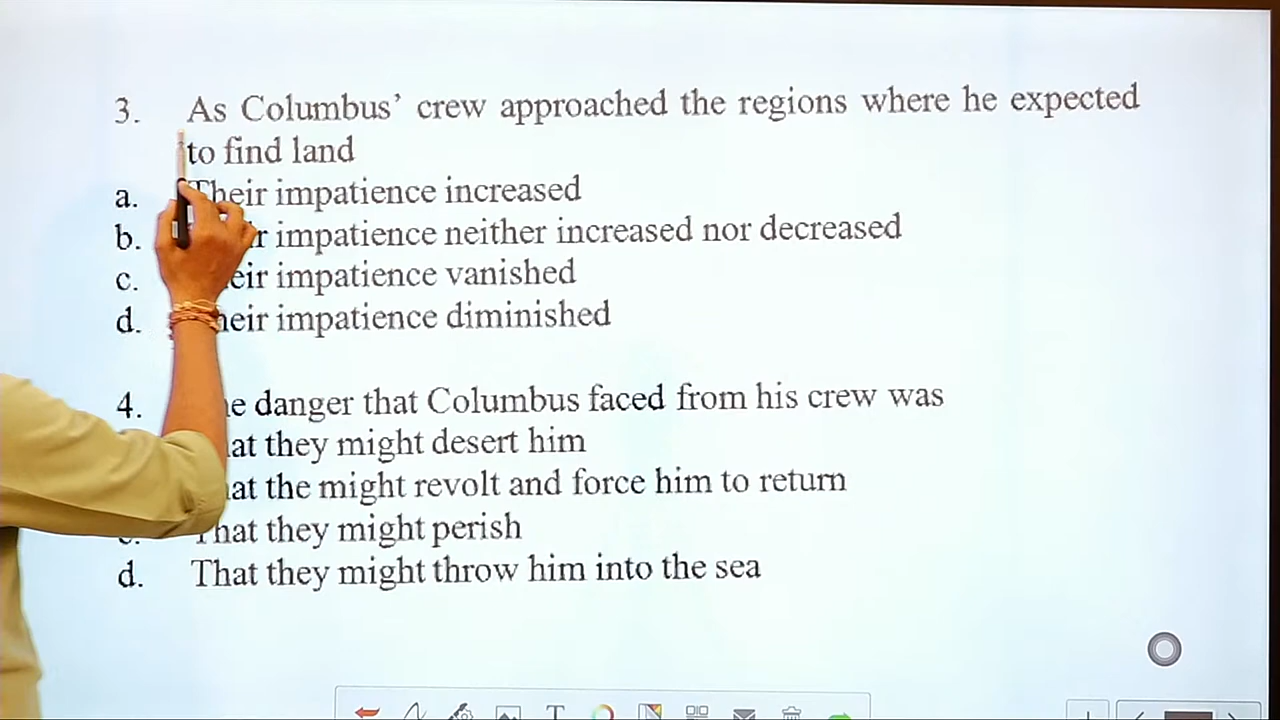 3. As Columbus' crew approached the regions where he expected
to find land
a. Their impatience increased
b. impatience neither increased nor decreased
c. impatience vanished
d. impatience diminished
4. danger that Columbus faced from his crew was
they might desert him
the might revolt and force him to return
That they might perish
d. That they might throw him into the sea